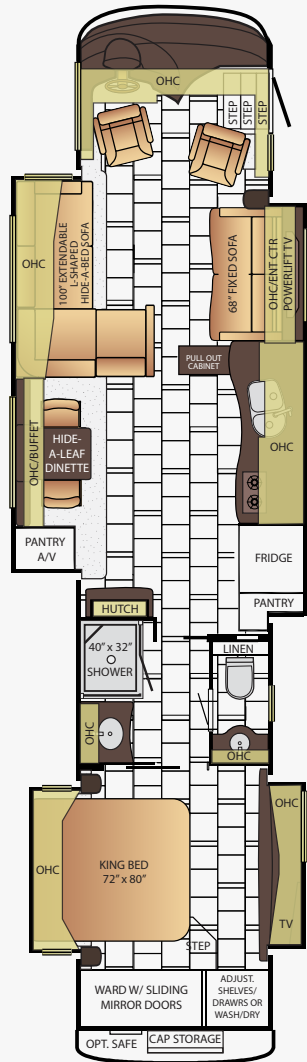 OHC
STEP
STEP
STEP
OHC
100" EXTENDABLE
L-SHAPED
HIDE-A-BED SOFA
68" FIXED SOFA
OHC/ENT CTR
POWERLIFT TV
PULL OUT
CABINET
OHC/BUFFET
HIDE-
A-LEAF
DINETTE
OHC
PANTRY
A/V
FRIDGE
PANTRY
HUTCH
40" x 32"
SHOWER
LINEN
OHC
OHC
OHC
KING BED
72" x 80"
OHC
TV
STEP
WARD W/ SLIDING
MIRROR DOORS
ADJUST.
SHELVES/
DRAWRS OR
WASH/DRY
OPT. SAFE
CAP STORAGE